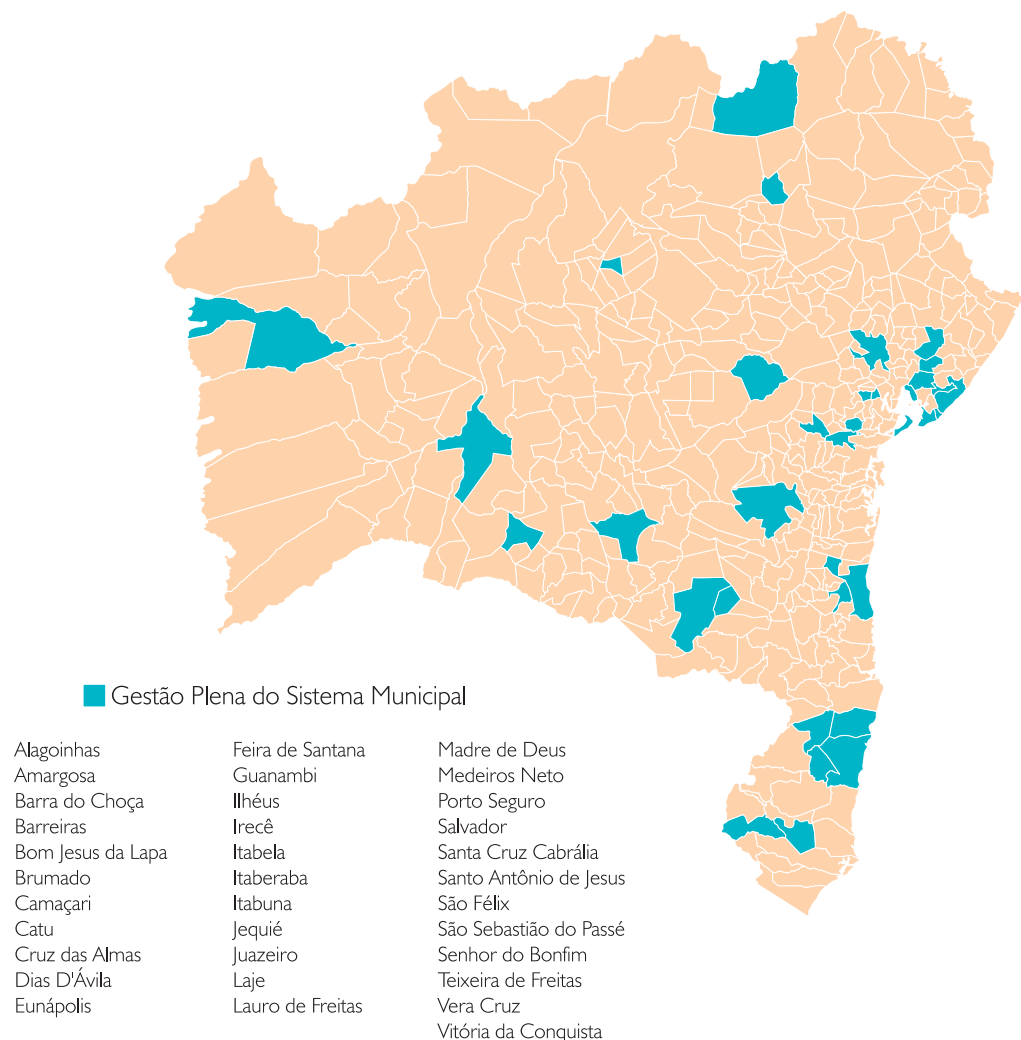 Gestão Plena do Sistema Municipal
Alagoinhas
Amargosa
Barra do Choça
Barreiras
Bom Jesus da Lapa
Brumado
Camaçari
Catu
Cruz das Almas
Dias D'Ávila
Eunápolis
Feira de Santana
Guanambi
Ilhéus
Irecê
Itabela
Itaberaba
Itabuna
Jequié
Juazeiro
Laje
Lauro de Freitas
Madre de Deus
Medeiros Neto
Porto Seguro
Salvador
Santa Cruz Cabrália
Santo Antônio de Jesus
São Félix
São Sebastião do Passé
Senhor do Bonfim
Teixeira de Freitas
Vera Cruz
Vitória da Conquista